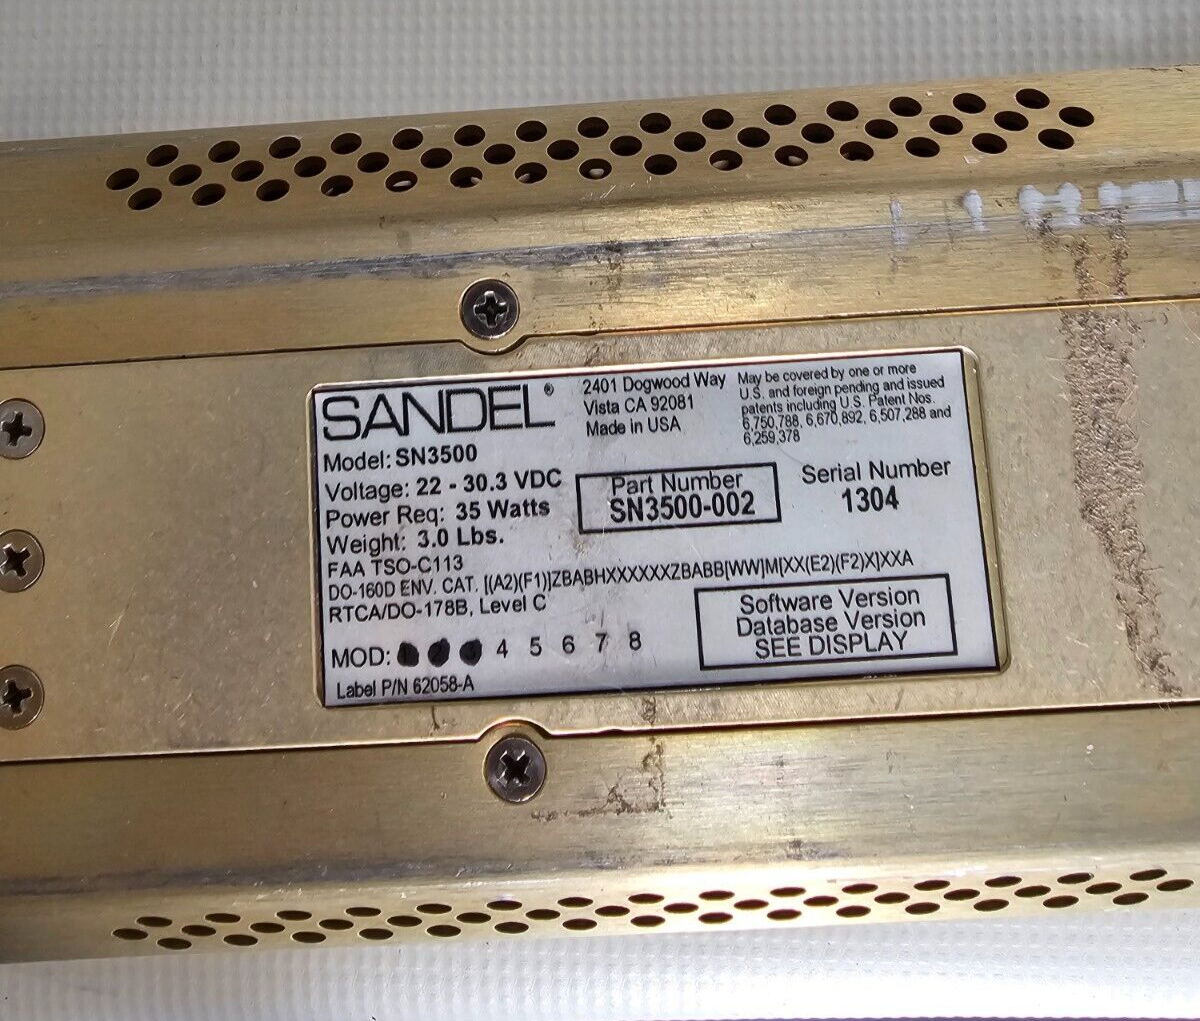 SANDEL®
2401 Dogwood Way
Vista CA 92081
Made in USA
May be covered by one or more
U.S. and foreign pending and issued
patents including U.S. Patent Nos.
6,750,788, 6,670,892, 6,507,288 and
6,259,378
Model: SN3500
Voltage: 22 - 30.3 VDC
Power Req: 35 Watts
Weight: 3.0 Lbs.
Part Number
SN3500-002
Serial Number
1304
FAA TSO-C113
DO-160D ENV. CAT. [(A2)(F1)]ZBABHXXXXXXZBABB[WW]M[XX(E2)(F2)X]XXA
RTCA/DO-178B, Level C
MOD: 4 5 6 7 8
Software Version
Database Version
SEE DISPLAY
Label P/N 62058-A